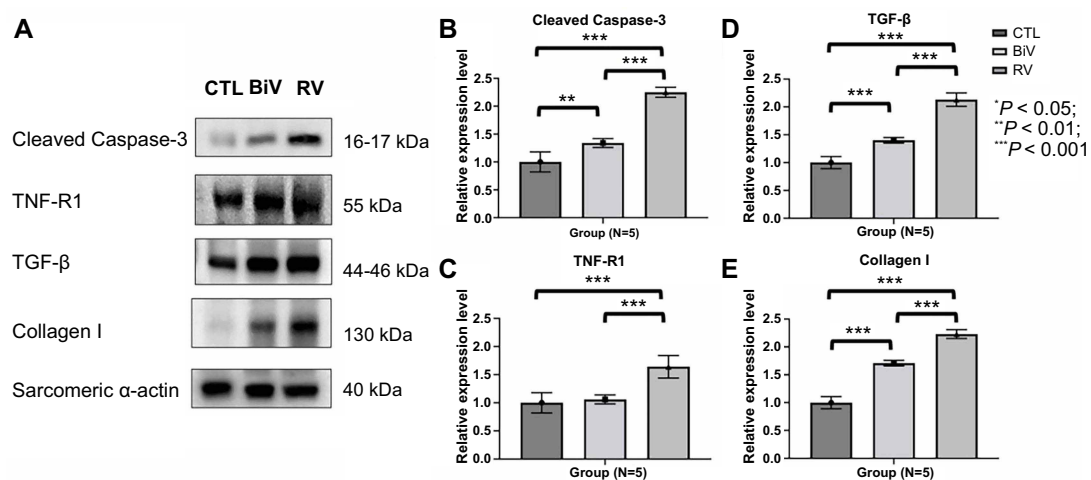 A
CTL BiV RV
Cleaved Caspase-3
16-17 kDa
TNF-R1
55 kDa
TGF-β
44-46 kDa
Collagen I
130 kDa
Sarcomeric α-actin
40 kDa
B
Cleaved Caspase-3
***
***
**
Relative expression level
2.5
2.0
1.5
1.0
0.5
0.0
Group (N=5)
C
TNF-R1
***
***
Relative expression level
2.5
2.0
1.5
1.0
0.5
0.0
Group (N=5)
D
TGF-β
***
***
***
Relative expression level
2.5
2.0
1.5
1.0
0.5
0.0
Group (N=5)
CTL
BiV
RV
*P < 0.05;
**P < 0.01;
***P < 0.001
E
Collagen I
***
***
***
Relative expression level
2.5
2.0
1.5
1.0
0.5
0.0
Group (N=5)